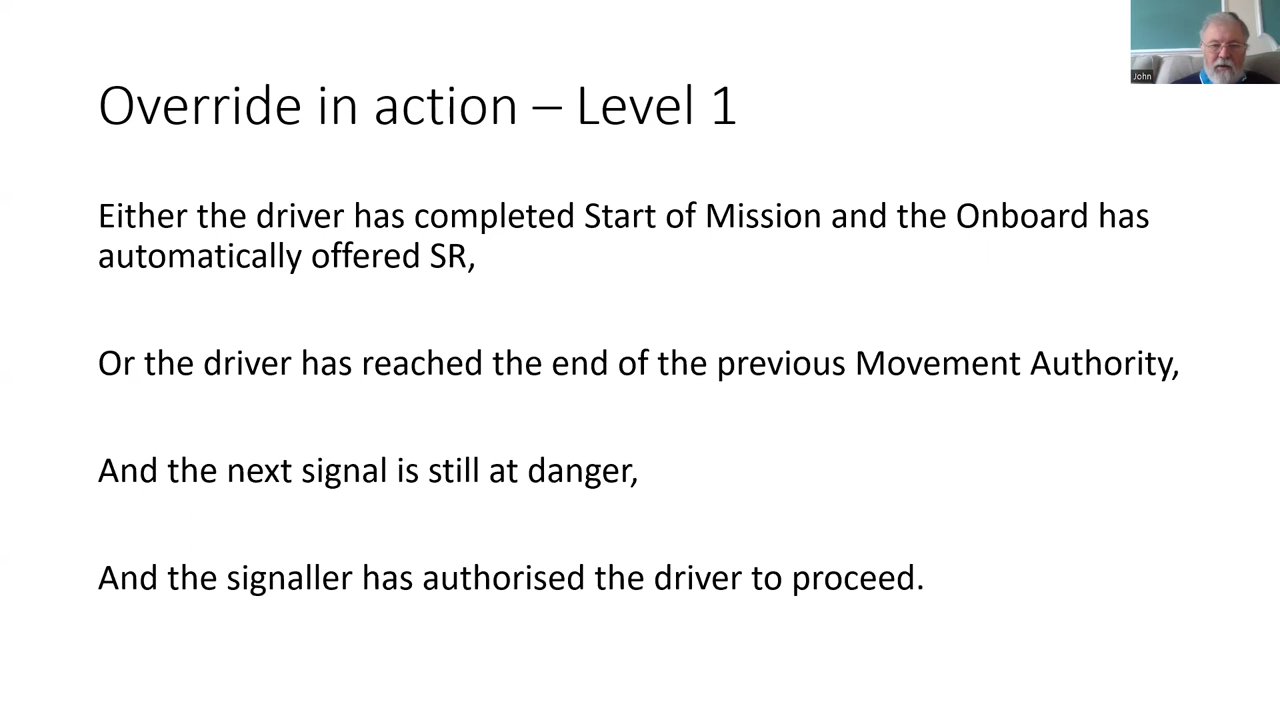 Override in action – Level 1
John
Either the driver has completed Start of Mission and the Onboard has
automatically offered SR,
Or the driver has reached the end of the previous Movement Authority,
And the next signal is still at danger,
And the signaller has authorised the driver to proceed.